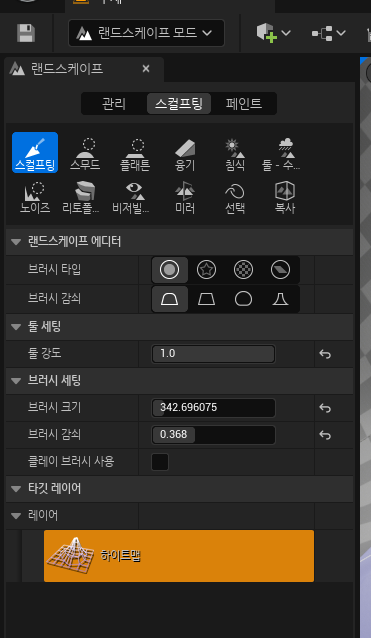 랜드스케이프 모드
랜드스케이프
관리 스컬프팅 페인트
스컬프팅 스무드 플래튼 융기 침식 툴 - 수...
노이즈 리토폴... 비저빌... 미러 선택 복사
랜드스케이프 에디터
브러시 타입
브러시 감쇠
툴 세팅
툴 강도 1.0
브러시 세팅
브러시 크기 342.696075
브러시 감쇠 0.368
클레이 브러시 사용
타깃 레이어
레이어
하이트맵